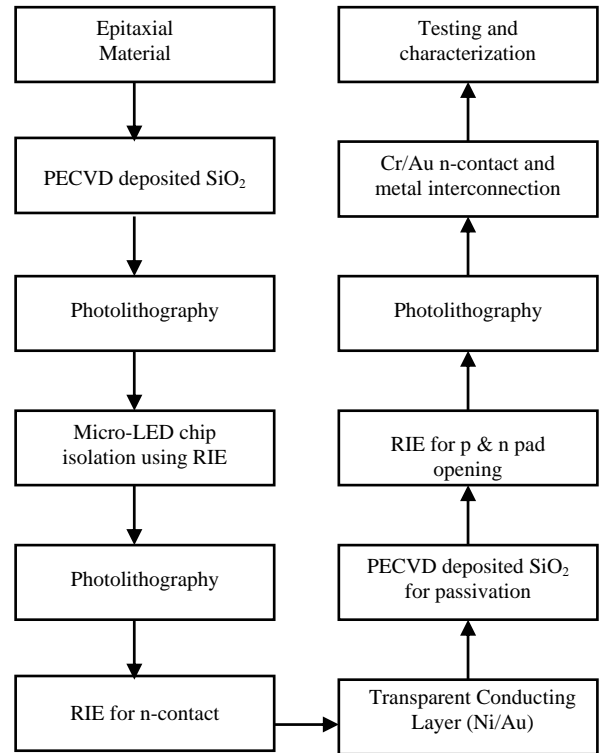 Epitaxial
Material
PECVD deposited SiO₂
Photolithography
Micro-LED chip
isolation using RIE
Photolithography
RIE for n-contact
Transparent Conducting
Layer (Ni/Au)
PECVD deposited SiO₂
for passivation
RIE for p & n pad
opening
Photolithography
Cr/Au n-contact and
metal interconnection
Testing and
characterization